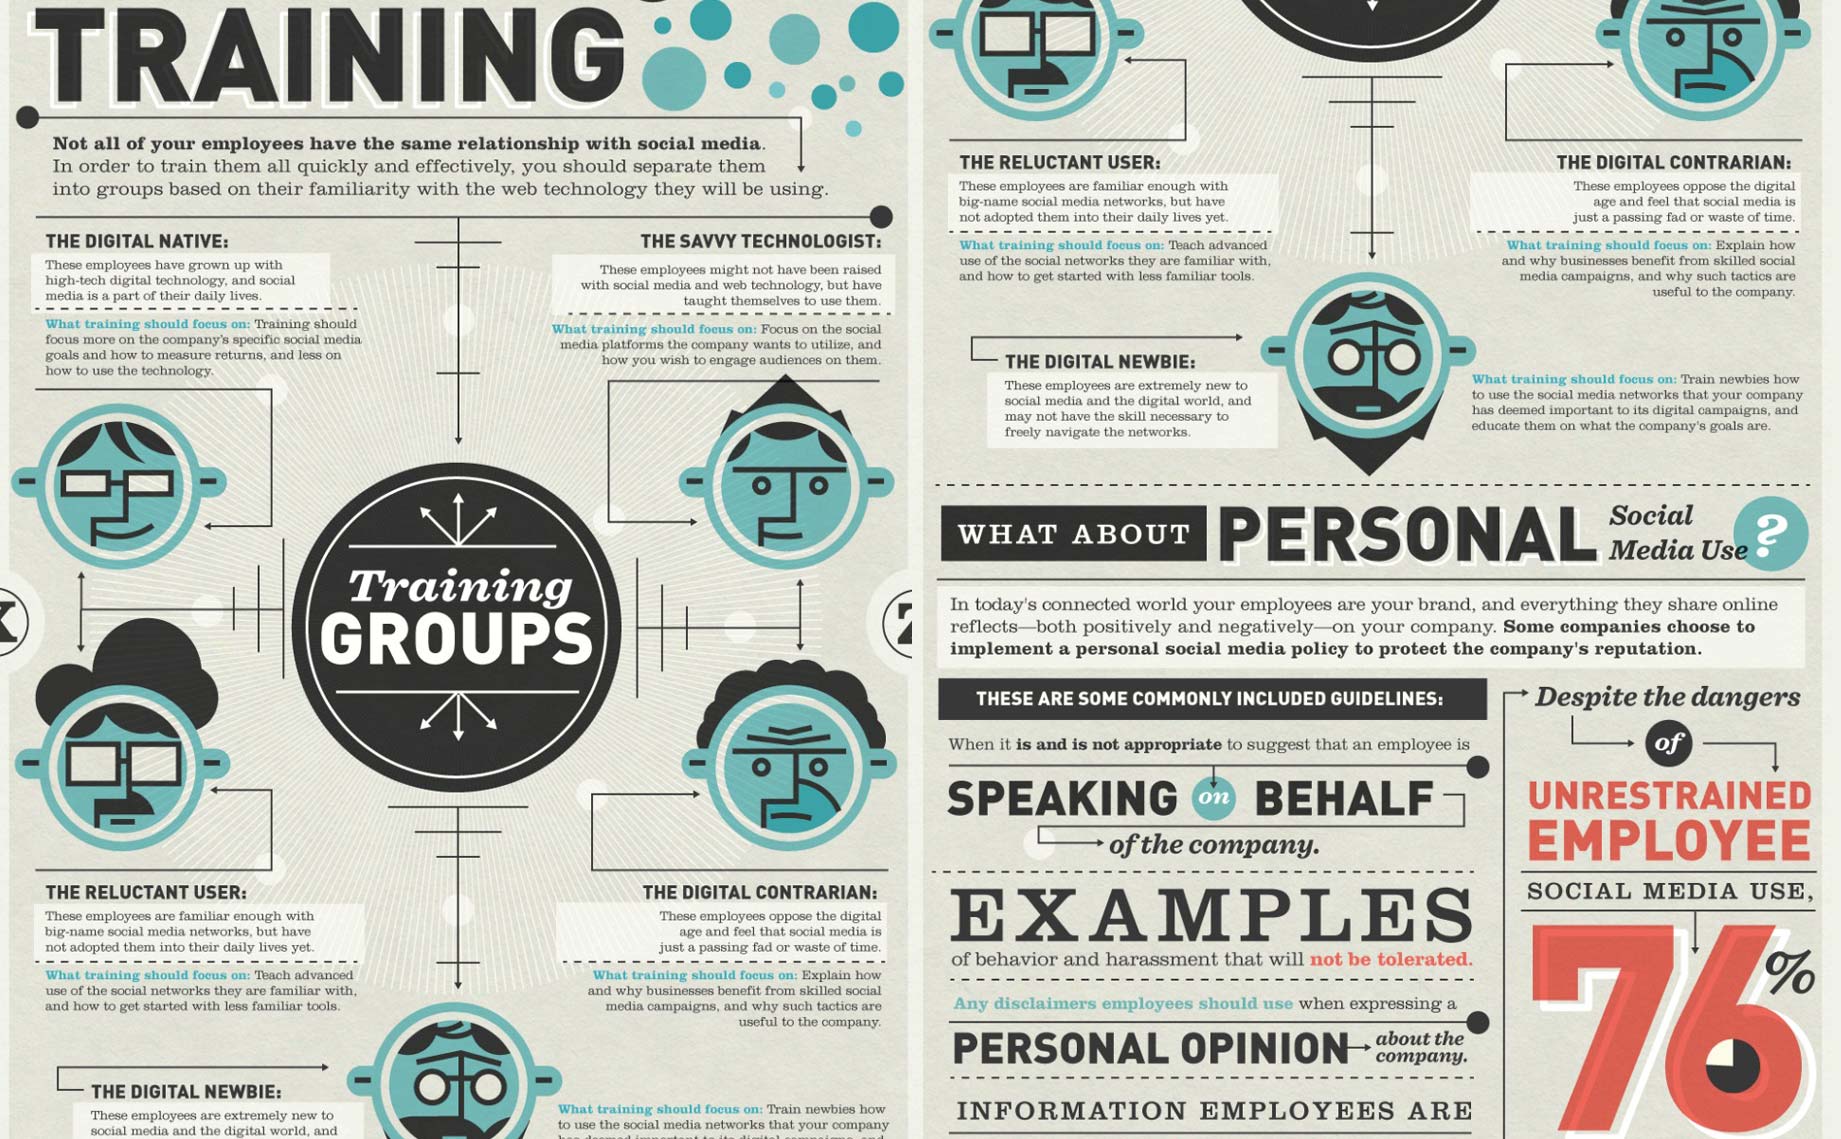 TRAINING
Not all of your employees have the same relationship with social media.
In order to train them all quickly and effectively, you should separate them
into groups based on their familiarity with the web technology they will be using.
THE DIGITAL NATIVE:
These employees have grown up with
high-tech digital technology, and social
media is a part of their daily lives.
What training should focus on: Training should
focus more on the company's specific social media
goals and how to measure returns, and less on
how to use the technology.
THE SAVVY TECHNOLOGIST:
These employees might not have been raised
with social media and web technology, but have
taught themselves to use them.
What training should focus on: Focus on the social
media platforms the company wants to utilize, and
how you wish to engage audiences on them.
Training
GROUPS
THE RELUCTANT USER:
These employees are familiar enough with
big-name social media networks, but have
not adopted them into their daily lives yet.
What training should focus on: Teach advanced
use of the social networks they are familiar with,
and how to get started with less familiar tools.
THE DIGITAL CONTRARIAN:
These employees oppose the digital
age and feel that social media is
just a passing fad or waste of time.
What training should focus on: Explain how
and why businesses benefit from skilled social
media campaigns, and why such tactics are
useful to the company.
THE DIGITAL NEWBIE:
These employees are extremely new to
social media and the digital world, and
What training should focus on: Train newbies how
to use the social media networks that your company
THE RELUCTANT USER:
These employees are familiar enough with
big-name social media networks, but have
not adopted them into their daily lives yet.
What training should focus on: Teach advanced
use of the social networks they are familiar with,
and how to get started with less familiar tools.
THE DIGITAL CONTRARIAN:
These employees oppose the digital
age and feel that social media is
just a passing fad or waste of time.
What training should focus on: Explain how
and why businesses benefit from skilled social
media campaigns, and why such tactics are
useful to the company.
THE DIGITAL NEWBIE:
These employees are extremely new to
social media and the digital world, and
may not have the skill necessary to
freely navigate the networks.
What training should focus on: Train newbies how
to use the social media networks that your company
has deemed important to its digital campaigns, and
educate them on what the company's goals are.
WHAT ABOUT PERSONAL Social
Media Use ?
In today's connected world your employees are your brand, and everything they share online
reflects—both positively and negatively—on your company. Some companies choose to
implement a personal social media policy to protect the company's reputation.
THESE ARE SOME COMMONLY INCLUDED GUIDELINES:
When it is and is not appropriate to suggest that an employee is
SPEAKING on BEHALF
of the company.
EXAMPLES
of behavior and harassment that will not be tolerated.
Any disclaimers employees should use when expressing a
PERSONAL OPINION about the
company.
INFORMATION EMPLOYEES ARE
Despite the dangers
of
UNRESTRAINED
EMPLOYEE
SOCIAL MEDIA USE,
76%